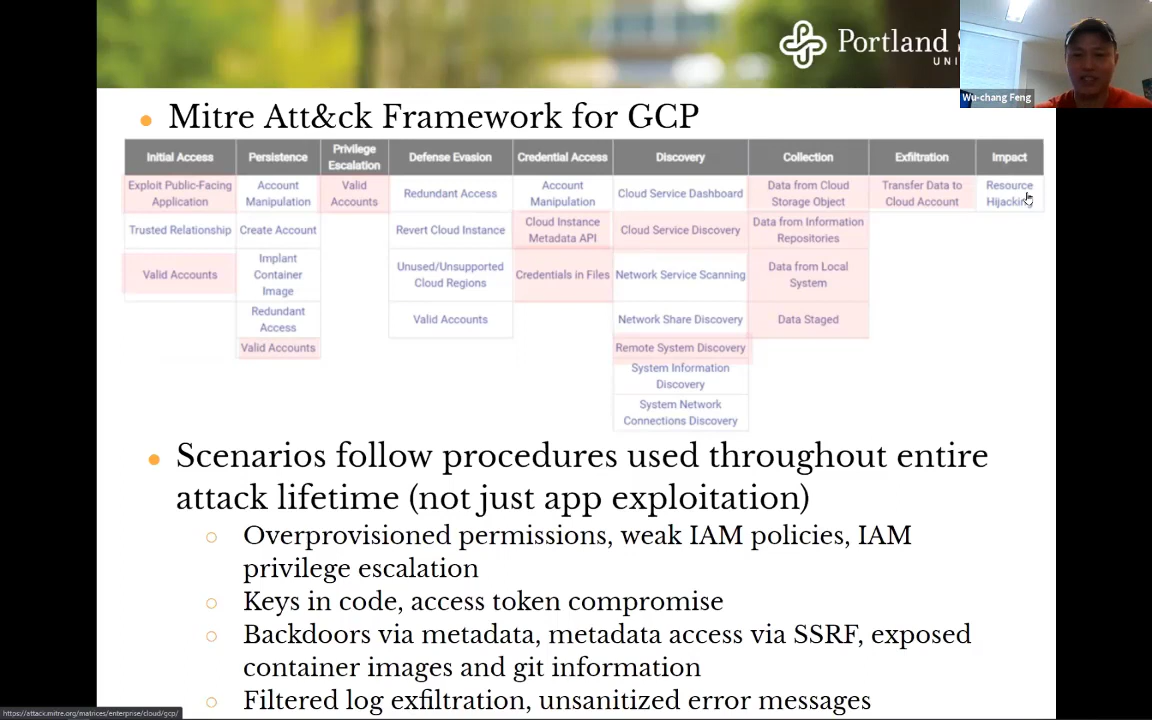 Portland S
UNI
Wu-chang Feng
Mitre Att&ck Framework for GCP
Initial Access
Persistence
Privilege
Escalation
Defense Evasion
Credential Access
Discovery
Collection
Exfiltration
Impact
Exploit Public-Facing
Application
Account
Manipulation
Valid
Accounts
Redundant Access
Account
Manipulation
Cloud Service Dashboard
Data from Cloud
Storage Object
Transfer Data to
Cloud Account
Resource
Hijacking
Trusted Relationship
Create Account
Revert Cloud Instance
Cloud Instance
Metadata API
Cloud Service Discovery
Data from Information
Repositories
Valid Accounts
Implant
Container
Image
Unused/Unsupported
Cloud Regions
Credentials in Files
Network Service Scanning
Data from Local
System
Redundant
Access
Valid Accounts
Network Share Discovery
Data Staged
Valid Accounts
Remote System Discovery
System Information
Discovery
System Network
Connections Discovery
Scenarios follow procedures used throughout entire
attack lifetime (not just app exploitation)
Overprovisioned permissions, weak IAM policies, IAM
privilege escalation
Keys in code, access token compromise
Backdoors via metadata, metadata access via SSRF, exposed
container images and git information
Filtered log exfiltration, unsanitized error messages
https://attack.mitre.org/matrices/enterprise/cloud/gcp/